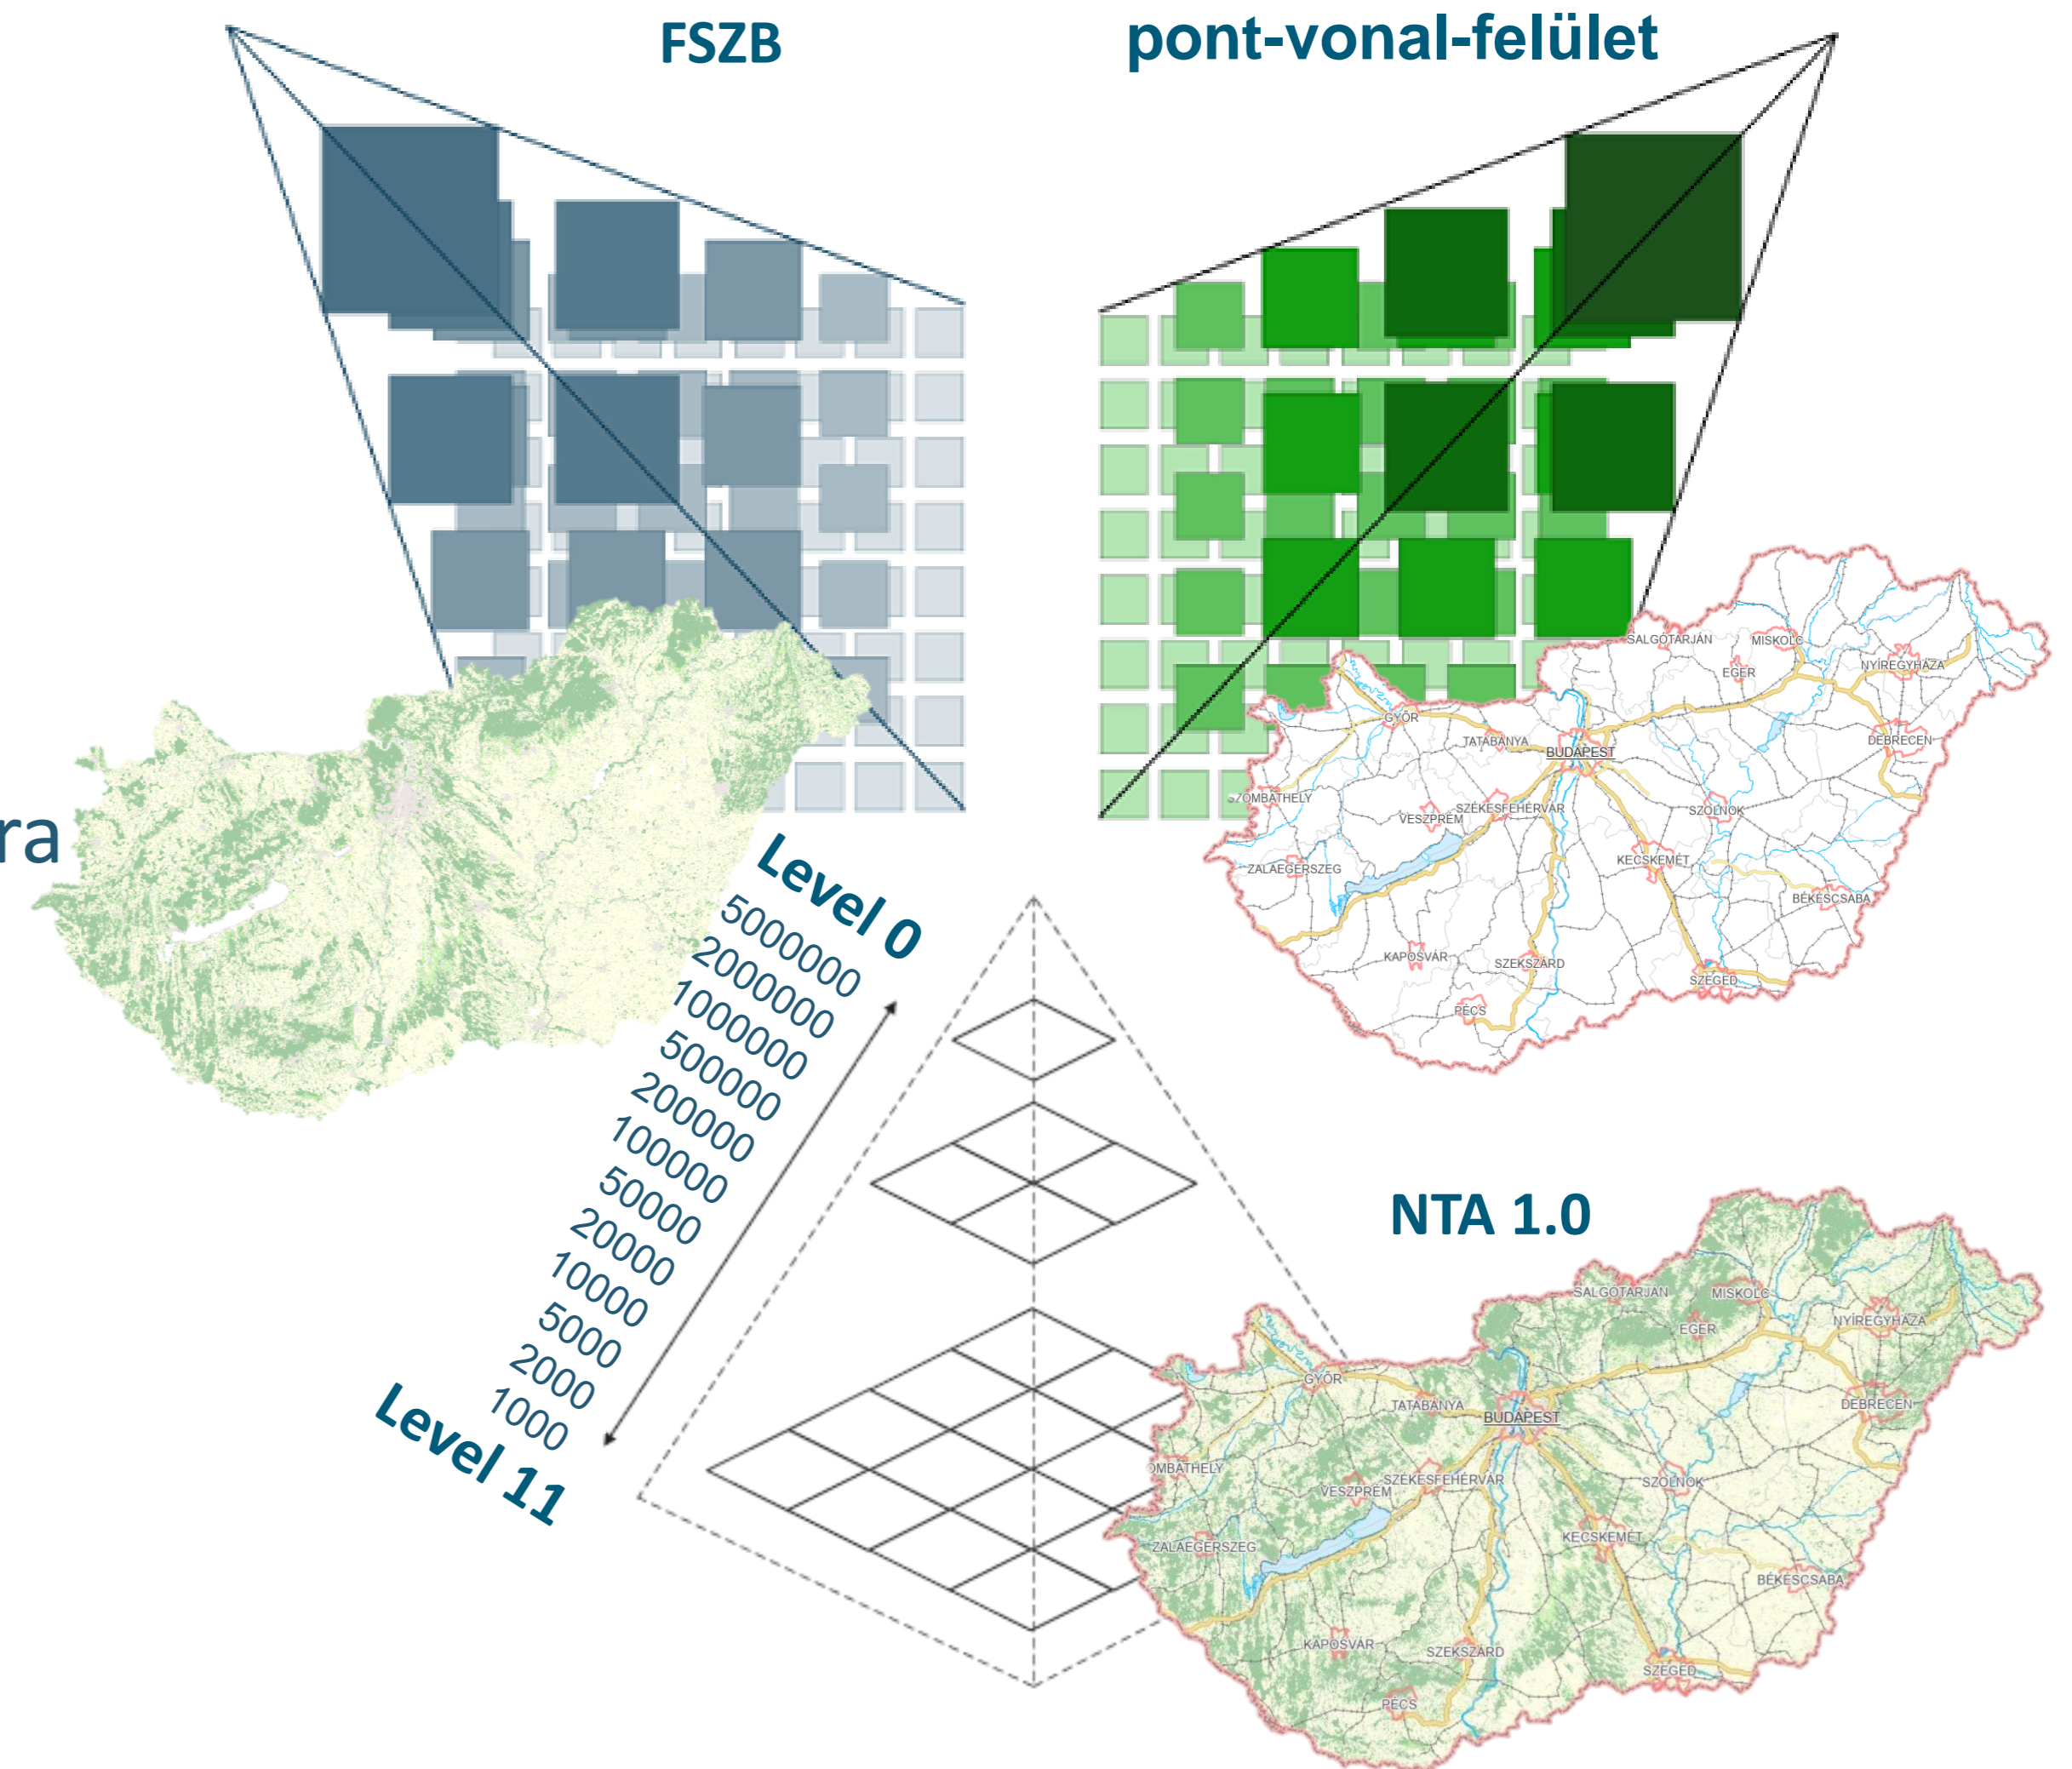 FSZB
pont-vonal-felület
ra
SALGÓTARJÁN
MISKOLC
EGER
NYÍREGYHÁZA
GYŐR
TATABÁNYA
BUDAPEST
DEBRECEN
SZOMBATHELY
VESZPRÉM
SZÉKESFEHÉRVÁR
SZOLNOK
KECSKEMÉT
ZALAEGERSZEG
BÉKÉSCSABA
KAPOSVÁR
SZEKSZÁRD
SZEGED
PÉCS
Level 0
5000000
2000000
1000000
500000
200000
100000
50000
20000
10000
5000
2000
1000
Level 11
NTA 1.0
SALGÓTARJÁN
MISKOLC
EGER
NYÍREGYHÁZA
GYŐR
TATABÁNYA
BUDAPEST
DEBRECEN
OMBATHELY
VESZPRÉM
SZÉKESFEHÉRVÁR
SZOLNOK
KECSKEMÉT
ZALAEGERSZEG
BÉKÉSCSABA
KAPOSVÁR
SZEKSZÁRD
SZEGED
PÉCS